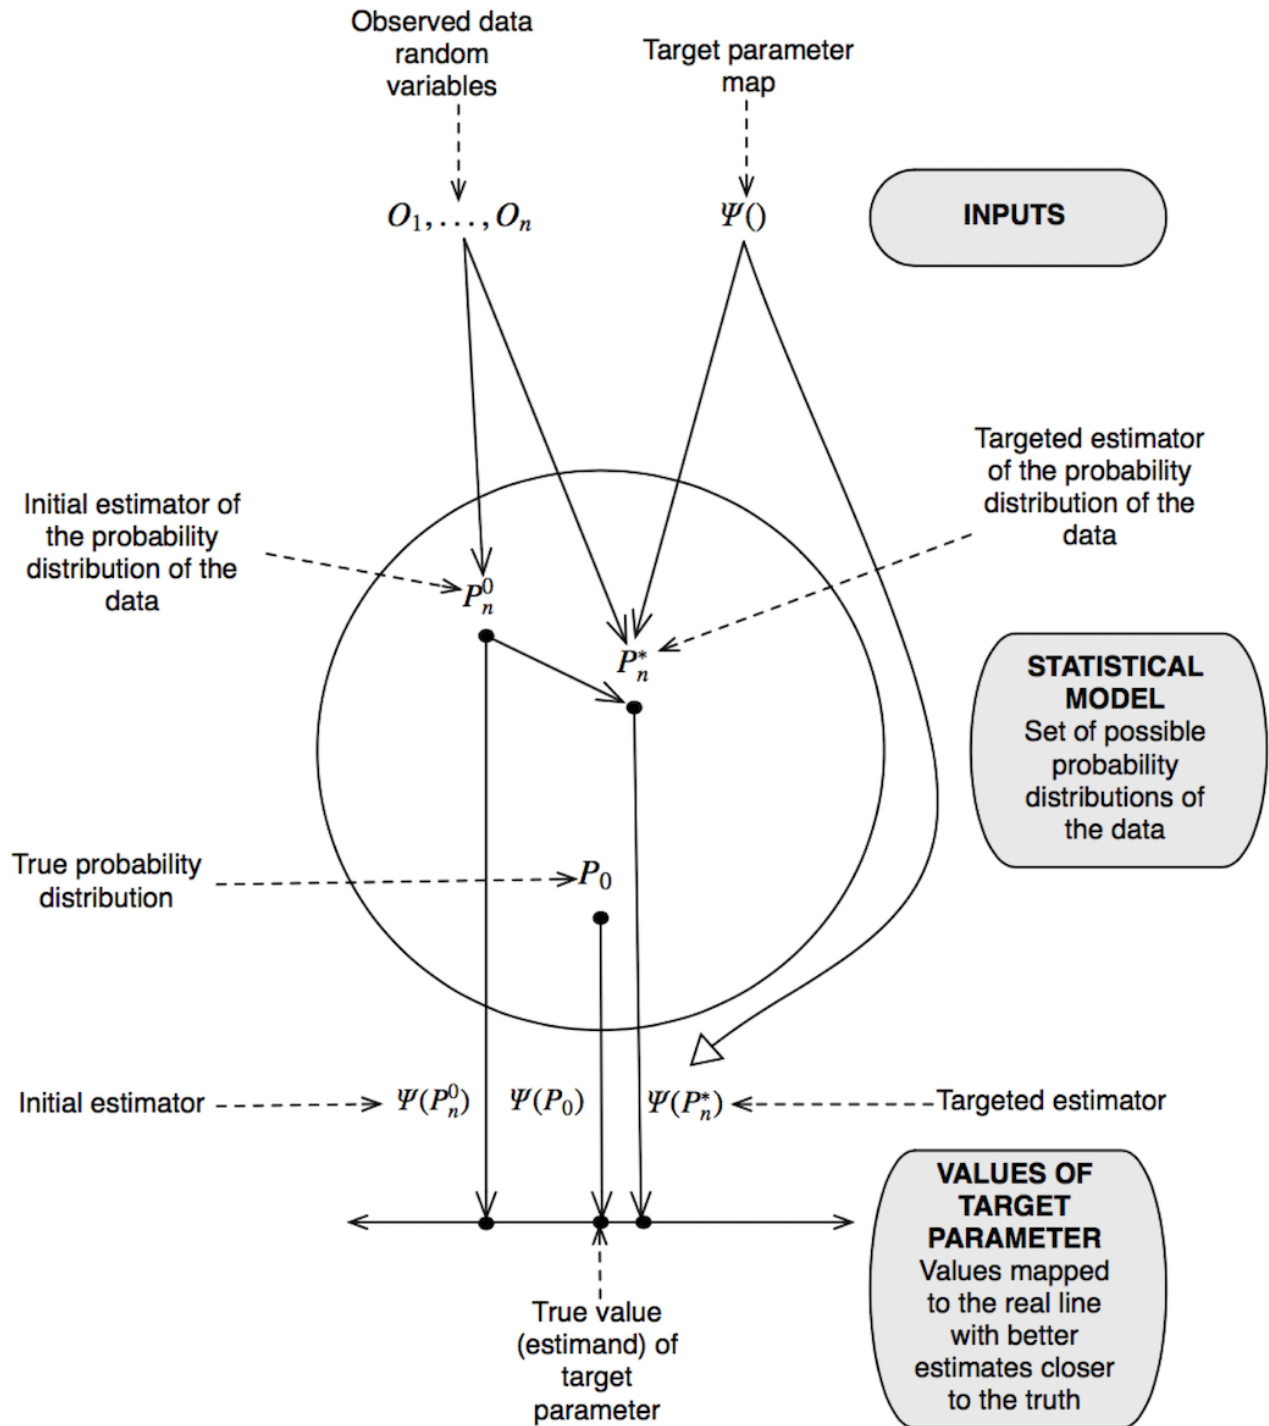 Observed data
random
variables
Target parameter
map
O₁, . . . , Oₙ
Ψ()
INPUTS
Targeted estimator
of the probability
distribution of the
data
Initial estimator of
the probability
distribution of the
data
Pₙ⁰
Pₙ*
STATISTICAL
MODEL
Set of possible
probability
distributions of
the data
True probability
distribution
P₀
Initial estimator
Ψ(Pₙ⁰)
Ψ(P₀)
Ψ(Pₙ*)
Targeted estimator
VALUES OF
TARGET
PARAMETER
Values mapped
to the real line
with better
estimates closer
to the truth
True value
(estimand) of
target
parameter